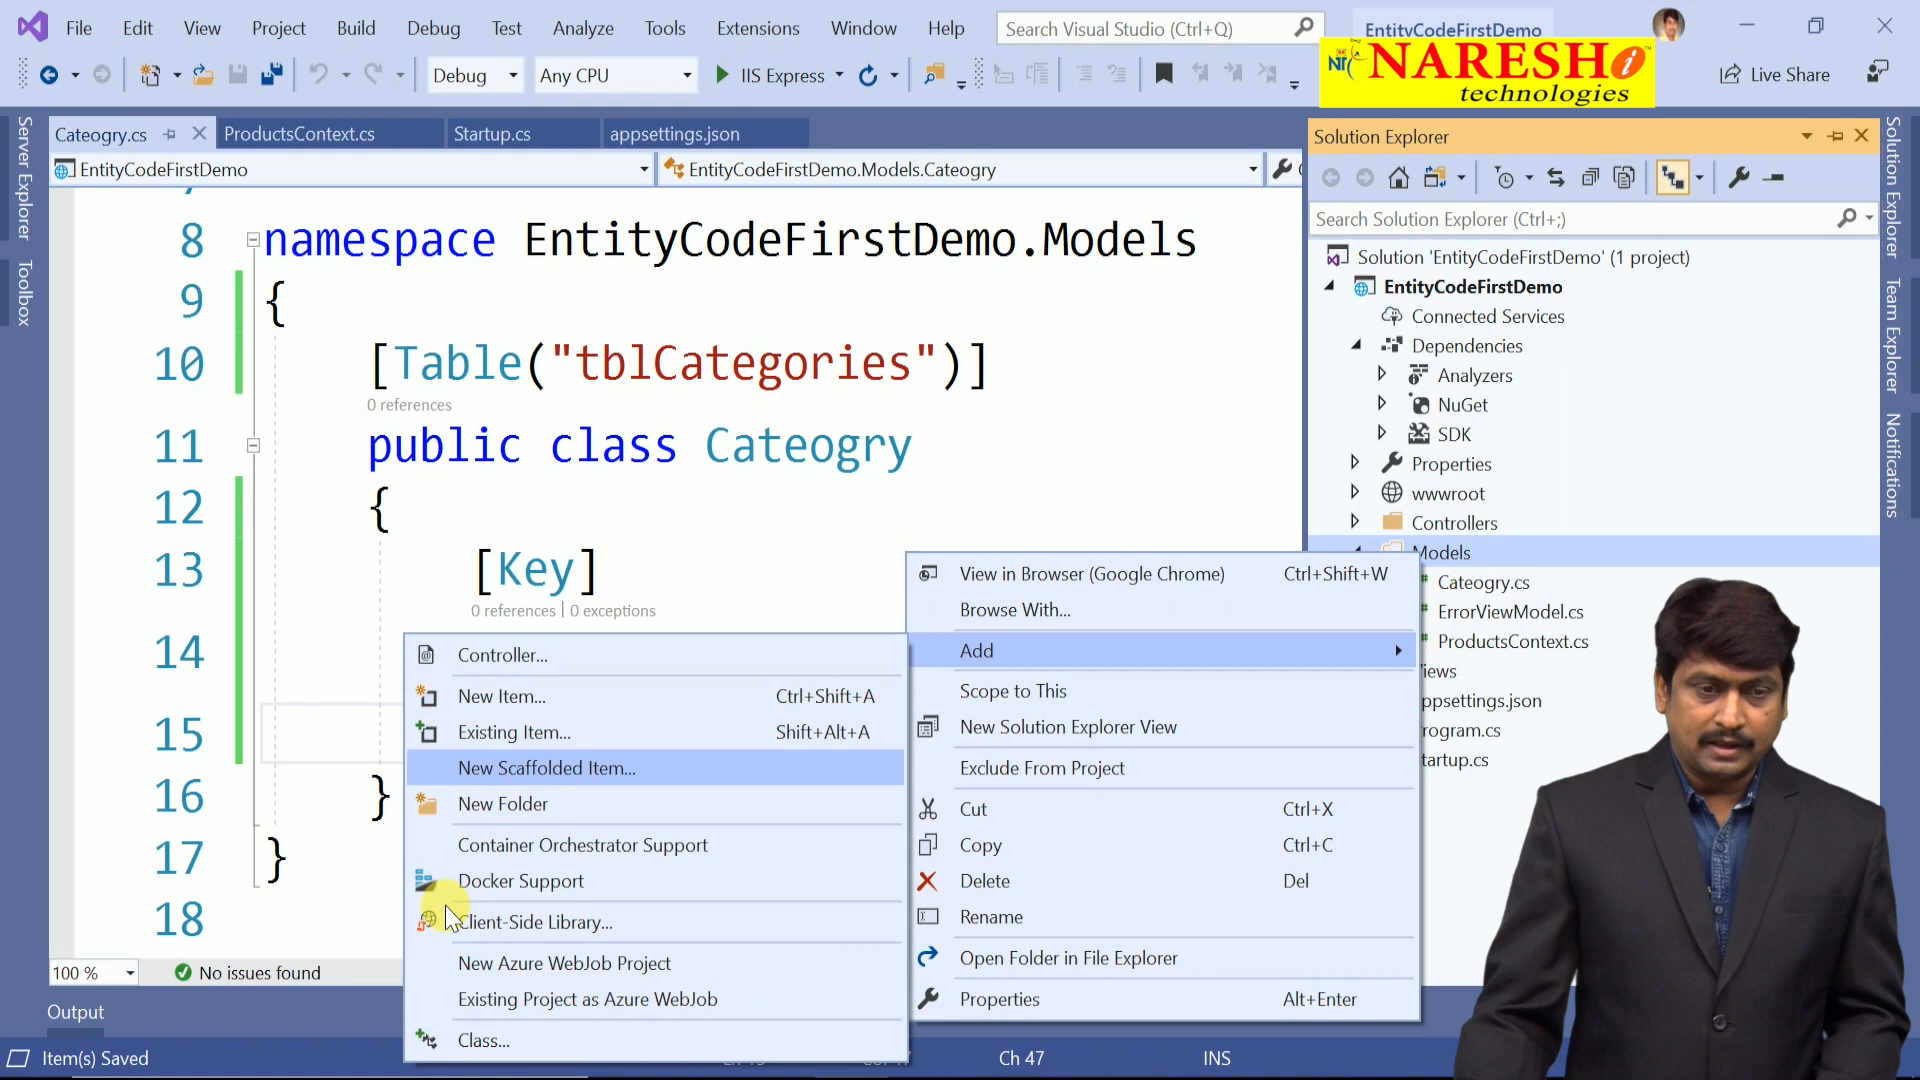 File Edit View Project Build Debug Test Analyze Tools Extensions Window Help Search Visual Studio (Ctrl+Q) EntityCodeFirstDemo
Debug Any CPU IIS Express Live Share
NT NARESH i
technologies
Server Explorer
Toolbox
Cateogry.cs ProductsContext.cs Startup.cs appsettings.json
EntityCodeFirstDemo EntityCodeFirstDemo.Models.Cateogry
8 namespace EntityCodeFirstDemo.Models
9 {
10 [Table("tblCategories")]
0 references
11 public class Cateogry
12 {
13 [Key]
0 references | 0 exceptions
14
15
16 }
17 }
18
100 % No issues found
Output
Item(s) Saved
Ch 47 INS
Controller...
New Item... Ctrl+Shift+A
Existing Item... Shift+Alt+A
New Scaffolded Item...
New Folder
Container Orchestrator Support
Docker Support
Client-Side Library...
New Azure WebJob Project
Existing Project as Azure WebJob
Class...
View in Browser (Google Chrome) Ctrl+Shift+W
Browse With...
Add
Scope to This
New Solution Explorer View
Exclude From Project
Cut Ctrl+X
Copy Ctrl+C
Delete Del
Rename
Open Folder in File Explorer
Properties Alt+Enter
Solution Explorer
Search Solution Explorer (Ctrl+;)
Solution 'EntityCodeFirstDemo' (1 project)
EntityCodeFirstDemo
Connected Services
Dependencies
Analyzers
NuGet
SDK
Properties
wwwroot
Controllers
Models
Cateogry.cs
ErrorViewModel.cs
ProductsContext.cs
iews
ppsettings.json
rogram.cs
tartup.cs
Solution Explorer
Team Explorer
Notifications